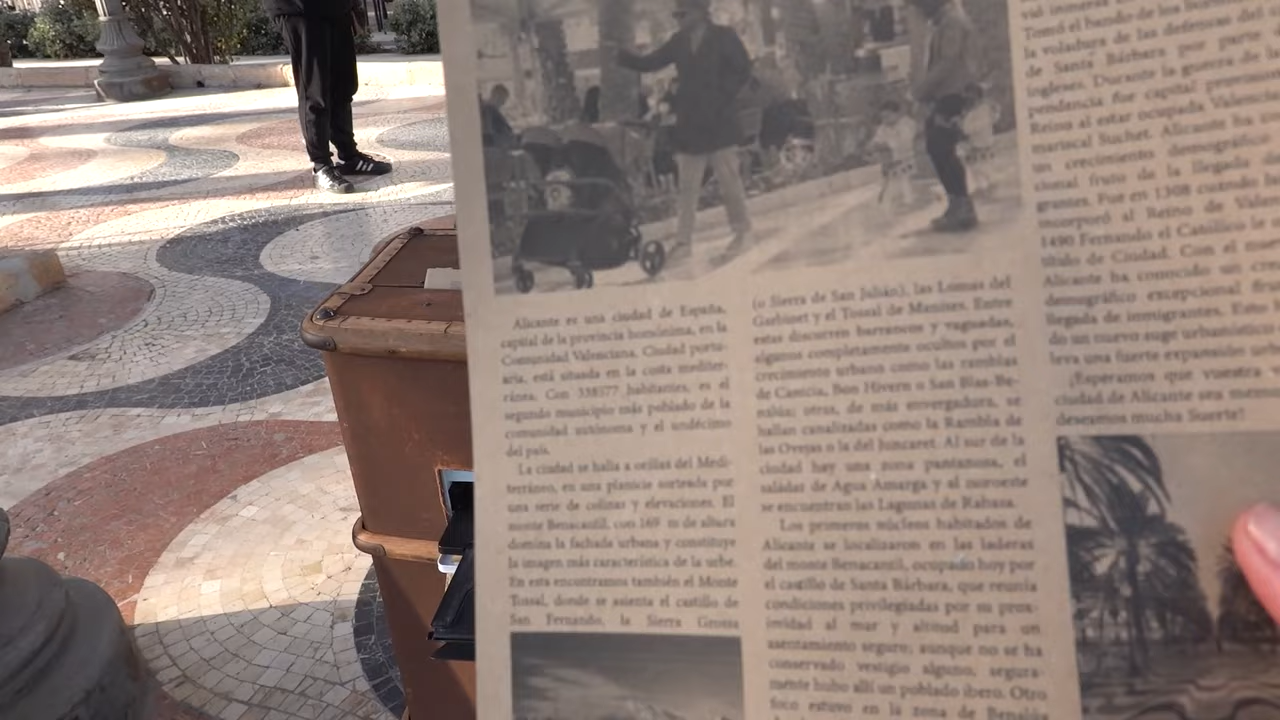 Alicante es una ciudad de España,
capital de la provincia homónima, en la
Comunidad Valenciana. Ciudad portu-
aria, está situada en la costa mediter-
ránea. Con 338577 habitantes, es el
segundo municipio más poblado de la
comunidad autónoma y el undécimo
del país.
La ciudad se halla a orillas del Medi-
terráneo, en una planicie sorteada por
una serie de colinas y elevaciones. El
monte Benacantil, con 169 m de altura
domina la fachada urbana y constituye
la imagen más característica de la urbe.
En esta encontramos también el Monte
Tossal, donde se asienta el castillo de
San Fernando, la Sierra Grossa
(o Sierra de San Julián), las Lomas del
Garbinet y el Tossal de Manises. Entre
estas discurren barrancos y vaguadas,
algunos completamente ocultos por el
crecimiento urbano como las ramblas
de Canicia, Bon Hivern o San Blas-Be-
nalúa; otras, de más envergadura, se
hallan canalizadas como la Rambla de
las Ovejas o la del Juncaret. Al sur de la
ciudad hay una zona pantanosa, el
saladar de Agua Amarga y al noroeste
se encuentran las Lagunas de Rabasa.
Los primeros núcleos habitados de
Alicante se localizaron en las laderas
del monte Benacantil, ocupado hoy por
el castillo de Santa Bárbara, que reunía
condiciones privilegiadas por su prox-
imidad al mar y altitud para un
asentamiento seguro; aunque no se ha
conservado vestigio alguno, segura-
mente hubo allí un poblado íbero. Otro
foco estuvo en la zona de Benalúa
Tomó el bando de los
la voladura de las defensas del
de Santa Bárbara por parte
ingleses. Durante la guerra de
pendencia fue capital
Reino al estar ocupada Valencia
mariscal Suchet. Alicante ha
un crecimiento demográfico
cional fruto de la llegada de
grantes. Fue en 1308 cuando
incorporó al Reino de
1490 Fernando el Católico le
título de Ciudad. Con el
Alicante ha conocido un
demográfico excepcional
llegada de inmigrantes. Esto
do un nuevo auge
leva una fuerte expansión
¡Esperamos que vuestra
ciudad de Alicante sea
deseamos mucha Suerte!